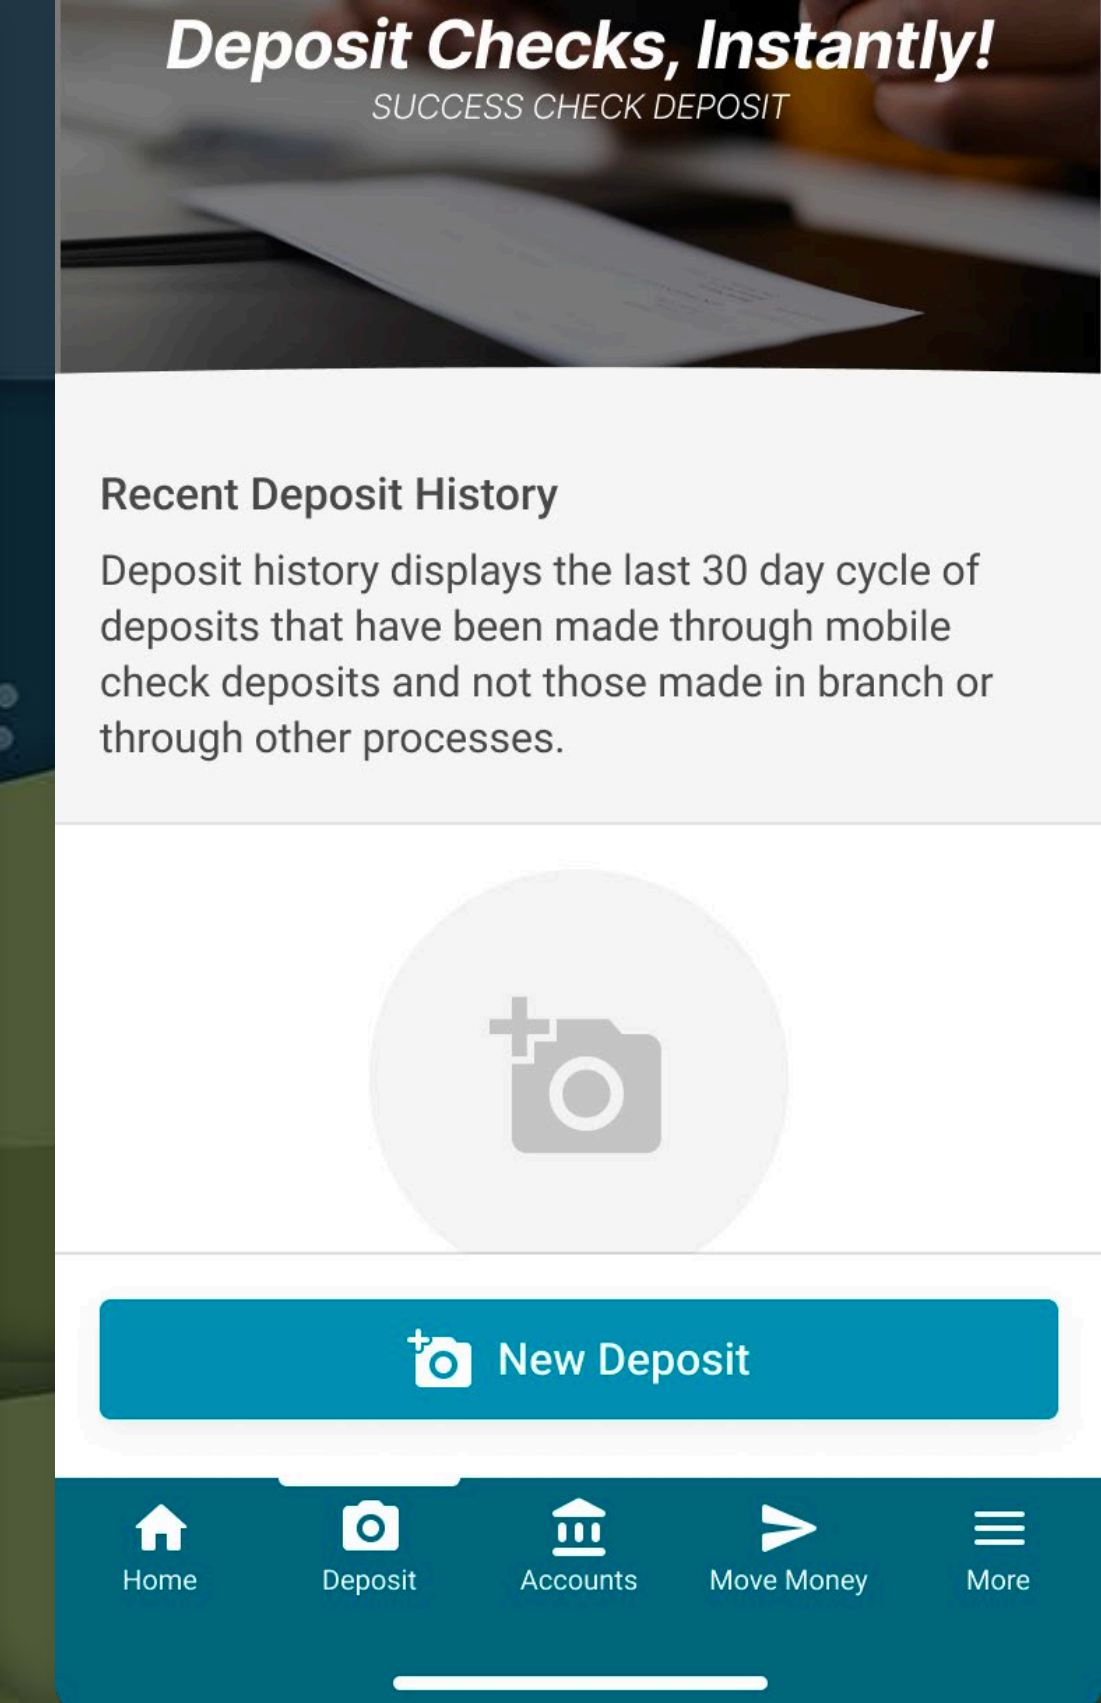 Deposit Checks, Instantly!
SUCCESS CHECK DEPOSIT
Recent Deposit History
Deposit history displays the last 30 day cycle of
deposits that have been made through mobile
check deposits and not those made in branch or
through other processes.
New Deposit
Home
Deposit
Accounts
Move Money
More